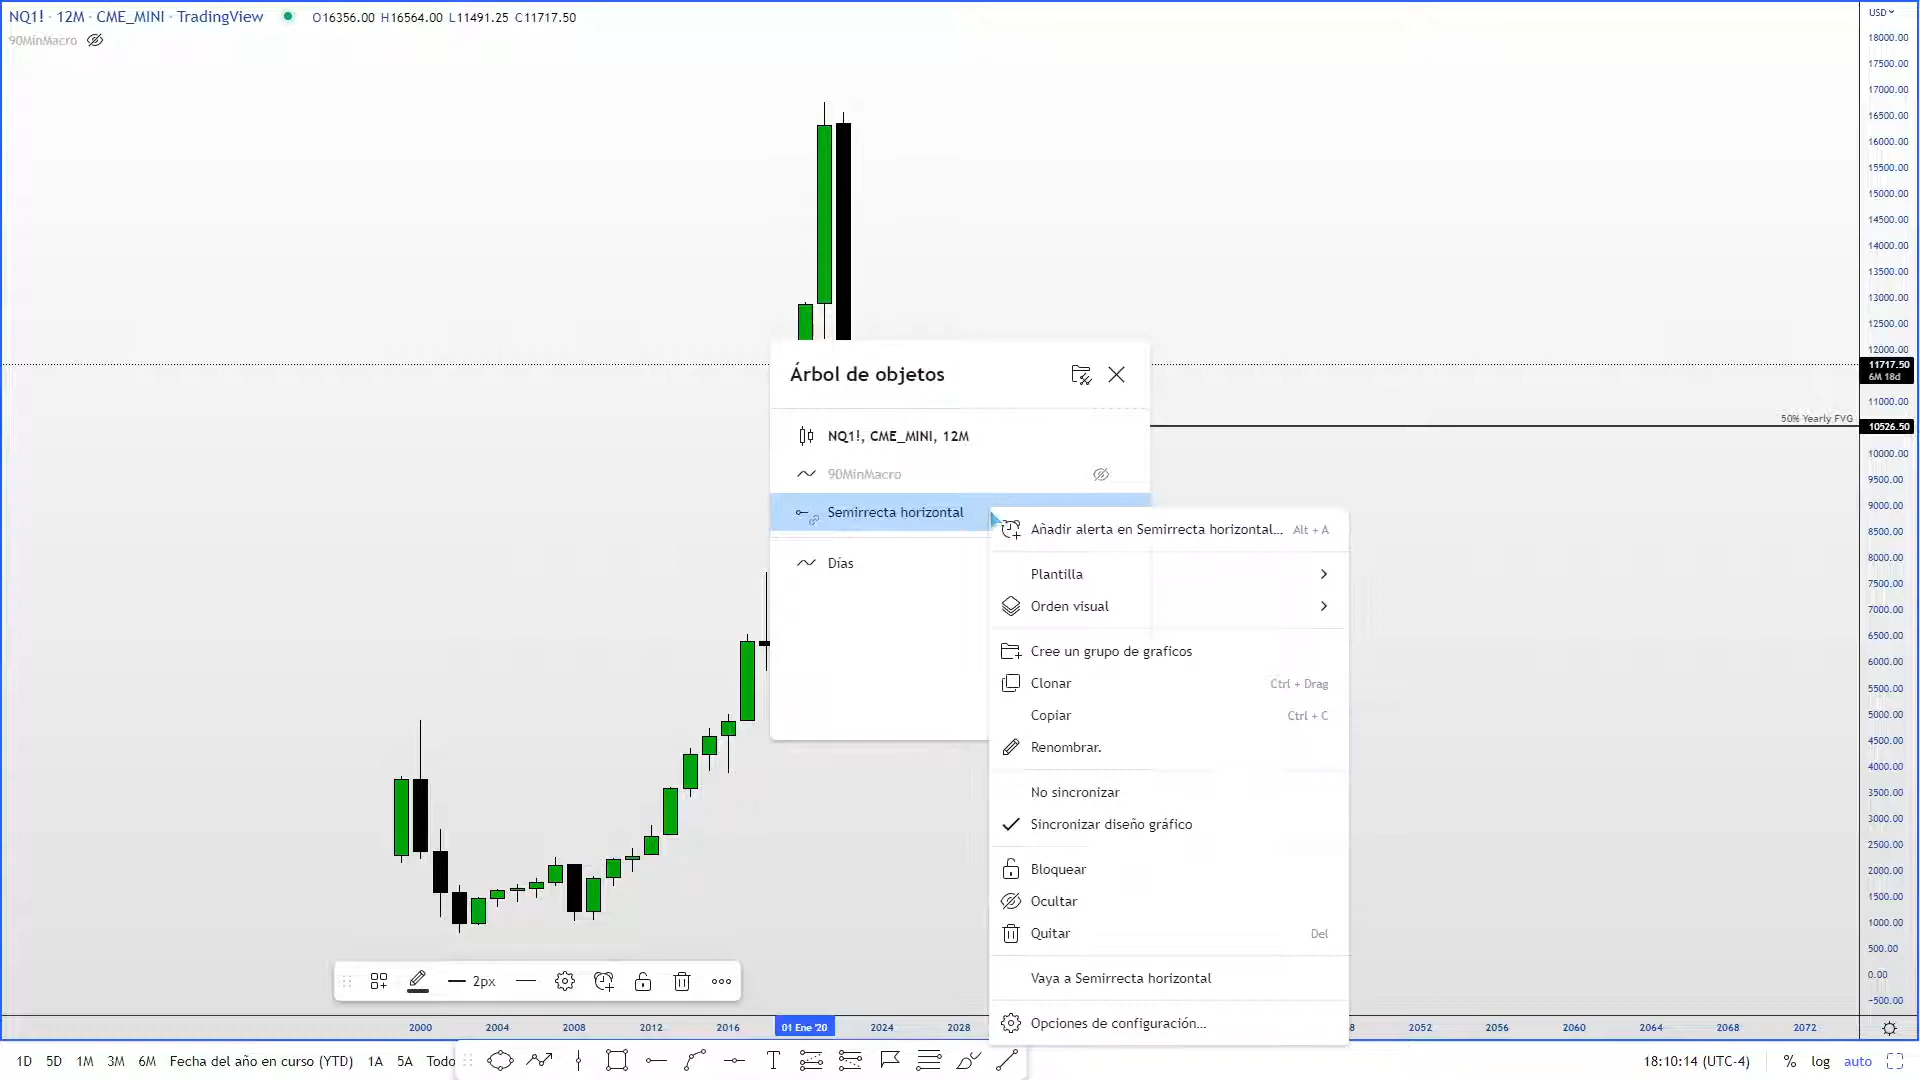 NQ1! · 12M · CME_MINI · TradingView O16356.00 H16564.00 L11491.25 C11717.50
90MinMacro
USD
18000.00
17500.00
17000.00
16500.00
16000.00
15500.00
15000.00
14500.00
14000.00
13500.00
13000.00
12500.00
12000.00
11717.50
6M 18d
11000.00
50% Yearly FVG
10526.50
10000.00
9500.00
9000.00
8500.00
8000.00
7500.00
7000.00
6500.00
6000.00
5500.00
5000.00
4500.00
4000.00
3500.00
3000.00
2500.00
2000.00
1500.00
1000.00
500.00
0.00
-500.00
Árbol de objetos
NQ1!, CME_MINI, 12M
90MinMacro
Semirrecta horizontal
Días
Añadir alerta en Semirrecta horizontal... Alt + A
Plantilla
Orden visual
Cree un grupo de graficos
Clonar Ctrl + Drag
Copiar Ctrl + C
Renombrar.
No sincronizar
Sincronizar diseño gráfico
Bloquear
Ocultar
Quitar Del
Vaya a Semirrecta horizontal
Opciones de configuración...
2px
2000 2004 2008 2012 2016 01 Ene '20 2024 2028 8 2052 2056 2060 2064 2068 2072
1D 5D 1M 3M 6M Fecha del año en curso (YTD) 1A 5A Todo
18:10:14 (UTC-4) % log auto